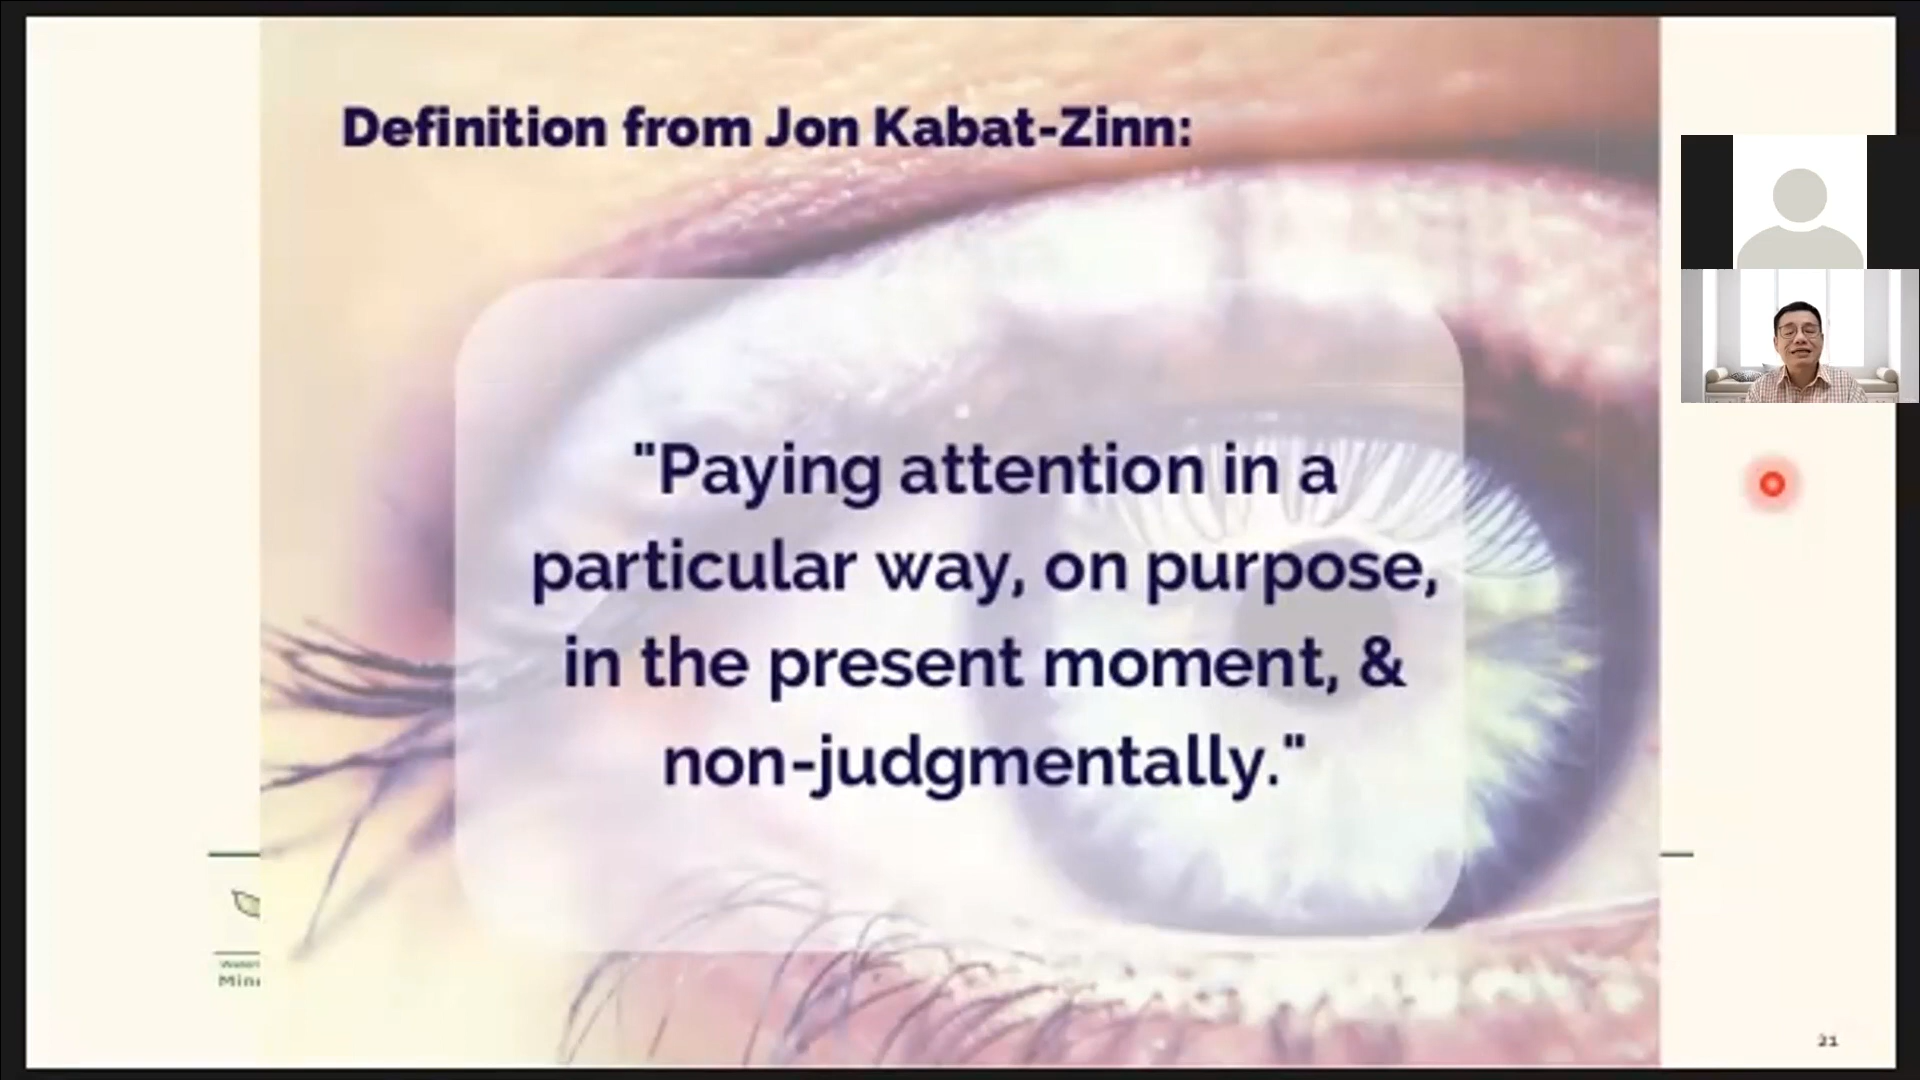 Definition from Jon Kabat-Zinn:
"Paying attention in a
particular way, on purpose,
in the present moment, &
non-judgmentally."
21